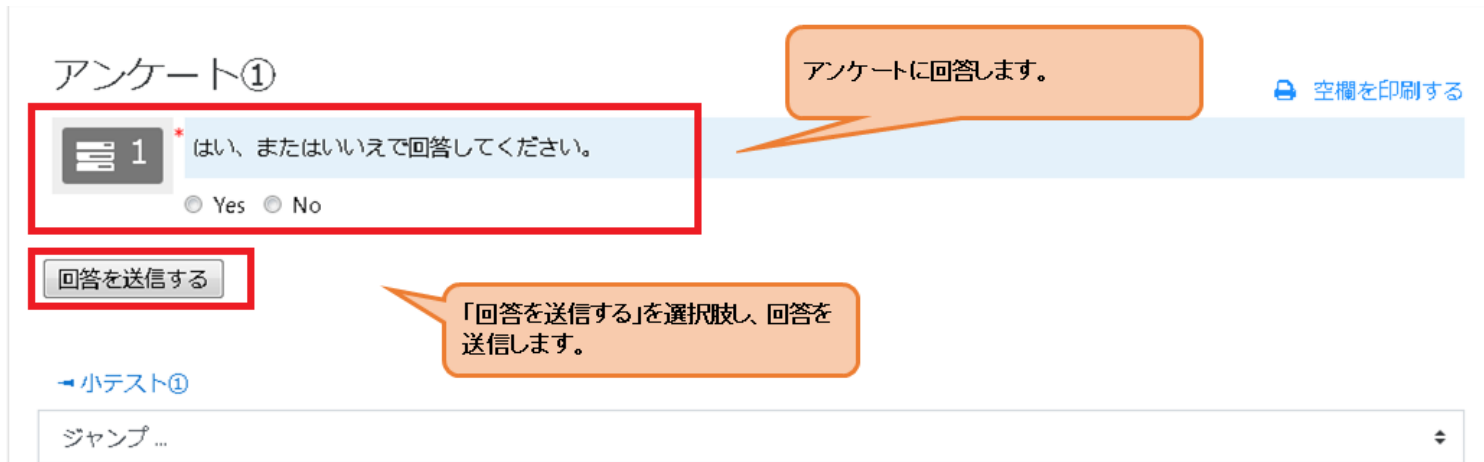 アンケート①
アンケートに回答します。
空欄を印刷する
1
* はい、またはいいえで回答してください。
Yes No
回答を送信する
「回答を送信する」を選択肢し、回答を
送信します。
小テスト①
ジャンプ ...